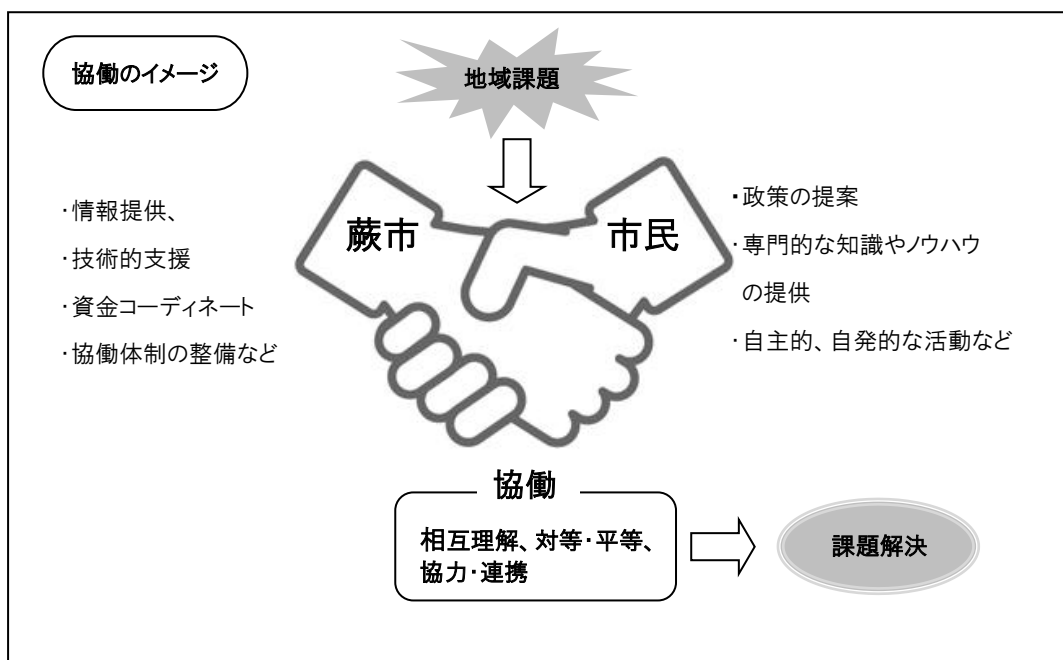 協働のイメージ
地域課題
蕨市
市民
・情報提供、
・技術的支援
・資金コーディネート
・協働体制の整備など
・政策の提案
・専門的な知識やノウハウ
の提供
・自主的、自発的な活動など
協働
相互理解、対等・平等、
協力・連携
課題解決